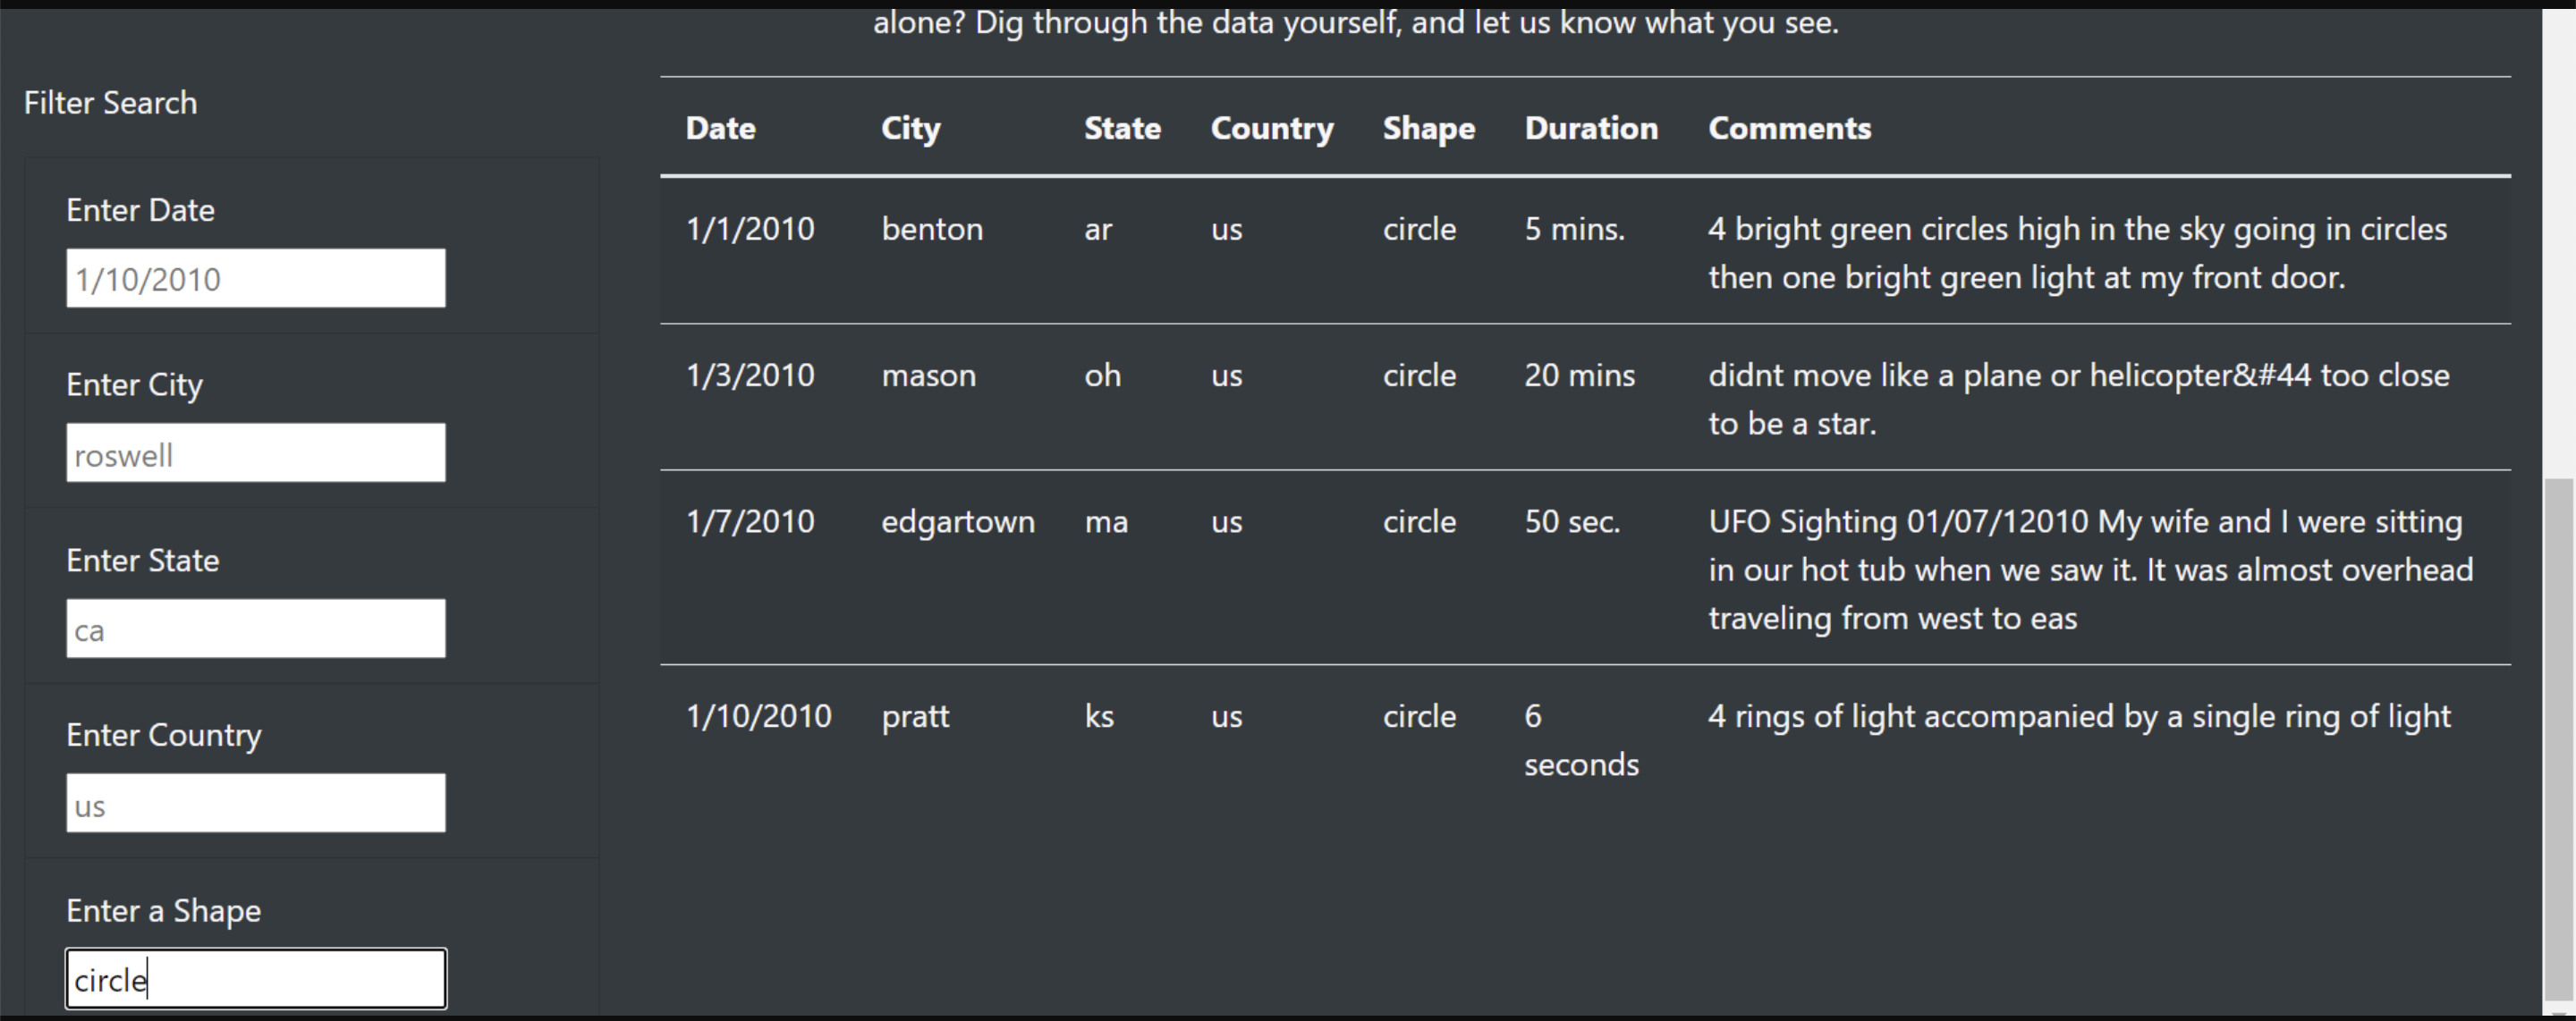 alone? Dig through the data yourself, and let us know what you see.
Filter Search
Enter Date
1/10/2010
Enter City
roswell
Enter State
ca
Enter Country
us
Enter a Shape
circle
Date City State Country Shape Duration Comments
1/1/2010 benton ar us circle 5 mins. 4 bright green circles high in the sky going in circles
then one bright green light at my front door.
1/3/2010 mason oh us circle 20 mins didnt move like a plane or helicopter&#44 too close
to be a star.
1/7/2010 edgartown ma us circle 50 sec. UFO Sighting 01/07/12010 My wife and I were sitting
in our hot tub when we saw it. It was almost overhead
traveling from west to eas
1/10/2010 pratt ks us circle 6 4 rings of light accompanied by a single ring of light
seconds